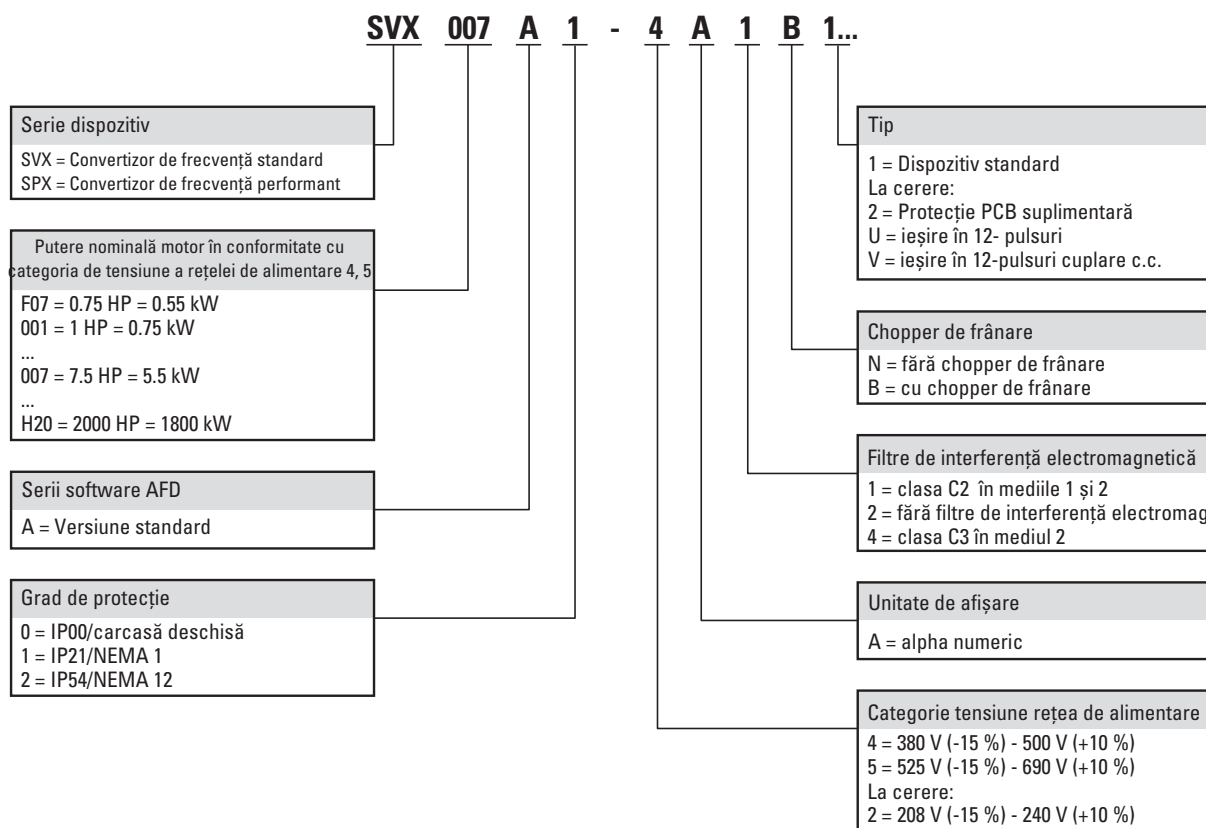 SVX 007 A 1 - 4 A 1 B 1...
Serie dispozitiv
SVX = Convertizor de frecvență standard
SPX = Convertizor de frecvență performant
Putere nominală motor în conformitate cu
categoria de tensiune a rețelei de alimentare 4, 5
F07 = 0.75 HP = 0.55 kW
001 = 1 HP = 0.75 kW
...
007 = 7.5 HP = 5.5 kW
...
H20 = 2000 HP = 1800 kW
Serii software AFD
A = Versiune standard
Grad de protecție
0 = IP00/carcasă deschisă
1 = IP21/NEMA 1
2 = IP54/NEMA 12
Tip
1 = Dispozitiv standard
La cerere:
2 = Protecție PCB suplimentară
U = ieșire în 12- pulsuri
V = ieșire în 12-pulsuri cuplare c.c.
Chopper de frânare
N = fără chopper de frânare
B = cu chopper de frânare
Filtre de interferență electromagnetică
1 = clasa C2 în mediile 1 și 2
2 = fără filtre de interferență electromag
4 = clasa C3 în mediul 2
Unitate de afișare
A = alpha numeric
Categorie tensiune rețea de alimentare
4 = 380 V (-15 %) - 500 V (+10 %)
5 = 525 V (-15 %) - 690 V (+10 %)
La cerere:
2 = 208 V (-15 %) - 240 V (+10 %)